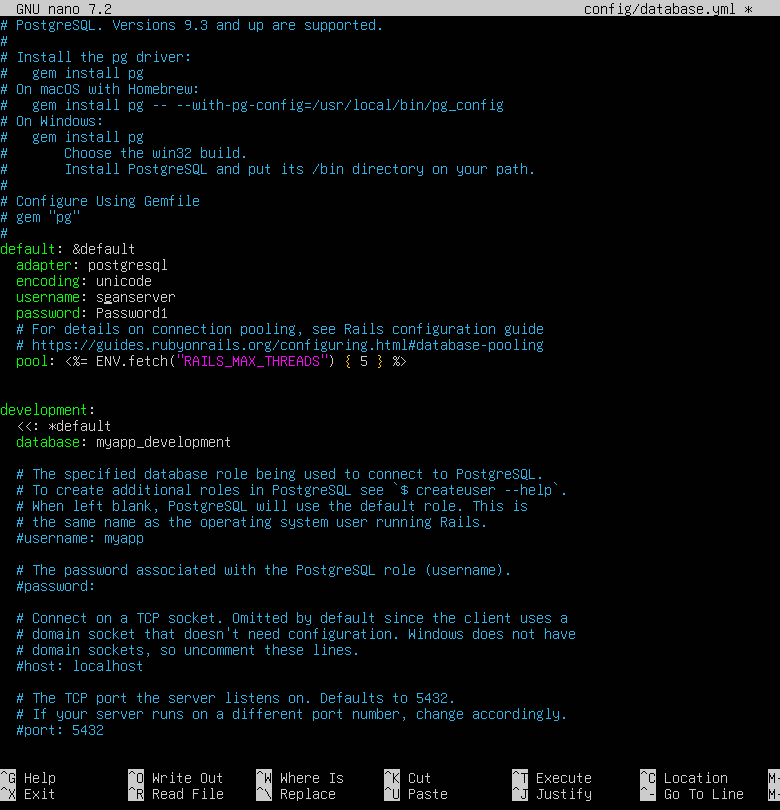 GNU nano 7.2 config/database.yml *
# PostgreSQL. Versions 9.3 and up are supported.
#
# Install the pg driver:
#   gem install pg
# On macOS with Homebrew:
#   gem install pg -- --with-pg-config=/usr/local/bin/pg_config
# On Windows:
#   gem install pg
#       Choose the win32 build.
#       Install PostgreSQL and put its /bin directory on your path.
#
# Configure Using Gemfile
# gem "pg"
#
default: &default
  adapter: postgresql
  encoding: unicode
  username: seanserver
  password: Password1
  # For details on connection pooling, see Rails configuration guide
  # https://guides.rubyonrails.org/configuring.html#database-pooling
  pool: <%= ENV.fetch("RAILS_MAX_THREADS") { 5 } %>
development:
  <<: *default
  database: myapp_development
  # The specified database role being used to connect to PostgreSQL.
  # To create additional roles in PostgreSQL see `$ createuser --help`.
  # When left blank, PostgreSQL will use the default role. This is
  # the same name as the operating system user running Rails.
  #username: myapp
  # The password associated with the PostgreSQL role (username).
  #password:
  # Connect on a TCP socket. Omitted by default since the client uses a
  # domain socket that doesn't need configuration. Windows does not have
  # domain sockets, so uncomment these lines.
  #host: localhost
  # The TCP port the server listens on. Defaults to 5432.
  # If your server runs on a different port number, change accordingly.
  #port: 5432
^G Help ^O Write Out ^W Where Is ^K Cut ^T Execute ^C Location M-
^X Exit ^R Read File ^\ Replace ^U Paste ^J Justify ^- Go To Line M-